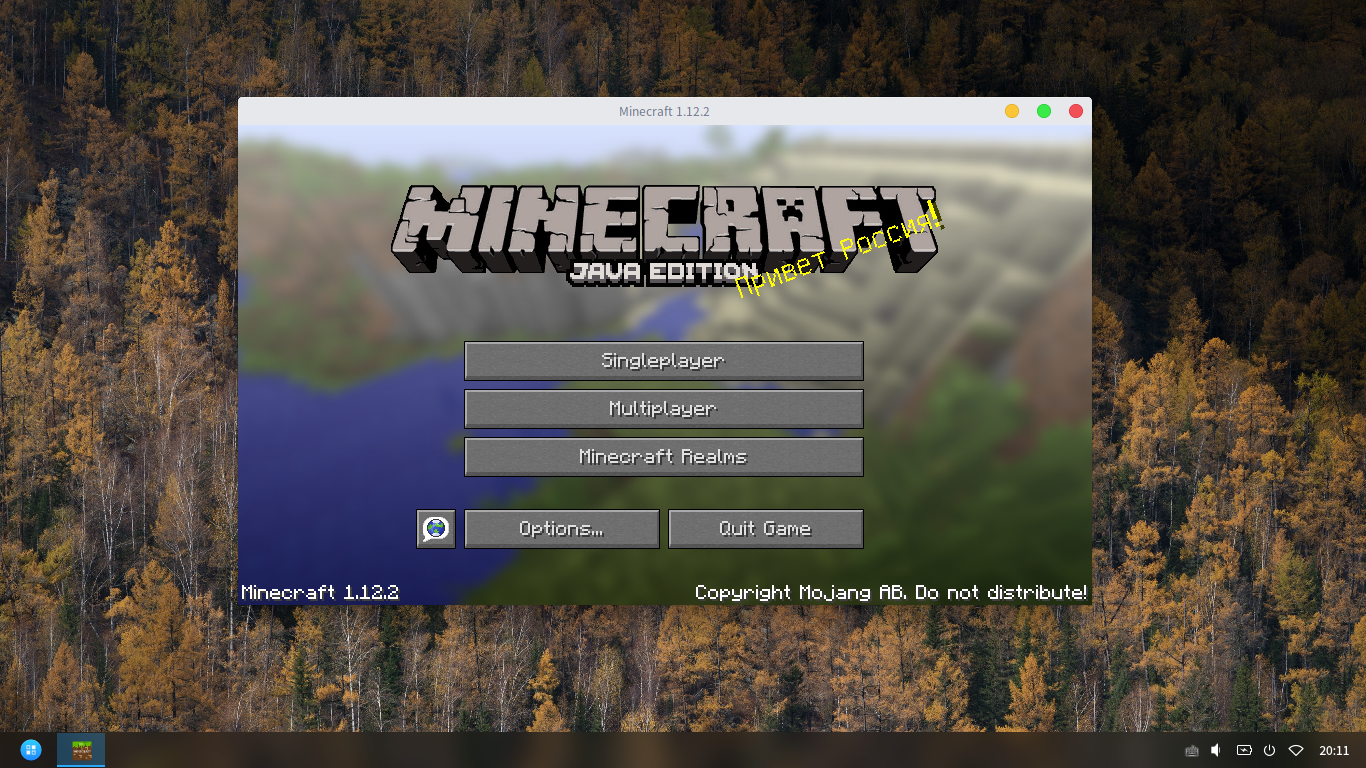 Minecraft 1.12.2
MINECRAFT
JAVA EDITION
Привет Россия!
Singleplayer
Multiplayer
Minecraft Realms
Options...
Quit Game
Minecraft 1.12.2
Copyright Mojang AB. Do not distribute!
20:11